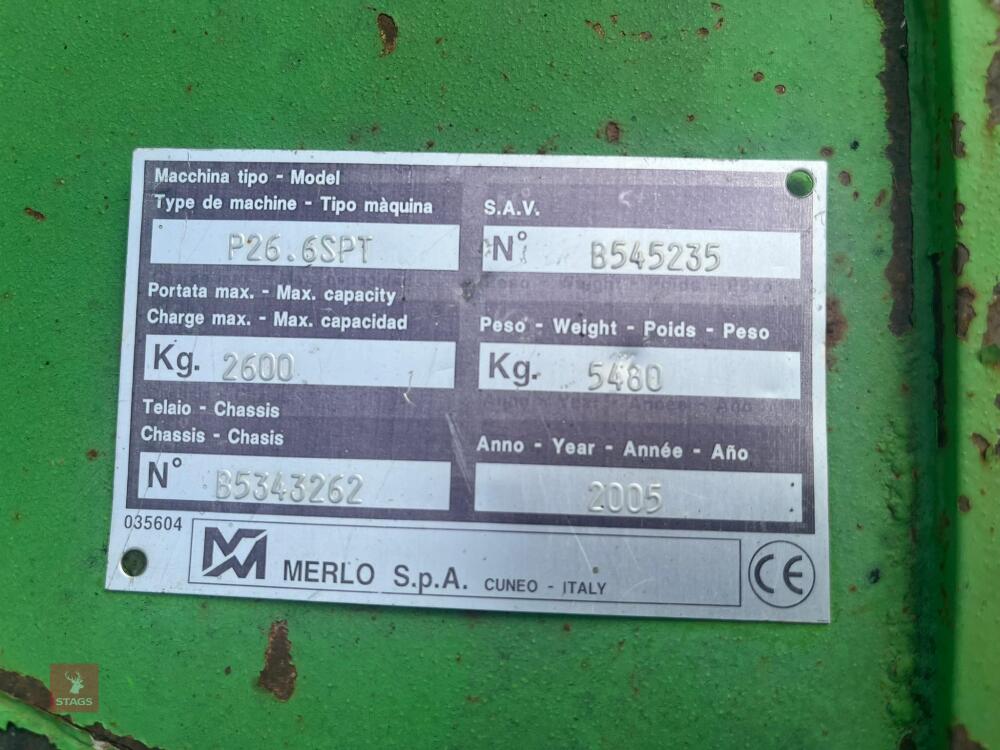 Macchina tipo - Model
Type de machine - Tipo màquina
P26.6SPT
S.A.V.
N° B545235
Portata max. - Max. capacity
Charge max. - Max. capacidad
Kg. 2600
Peso - Weight - Poids - Peso
Kg. 5480
Telaio - Chassis
Chassis - Chasis
N° B5343262
Anno - Year - Année - Año
2005
035604
MERLO S.p.A. CUNEO - ITALY
CE
STAGS